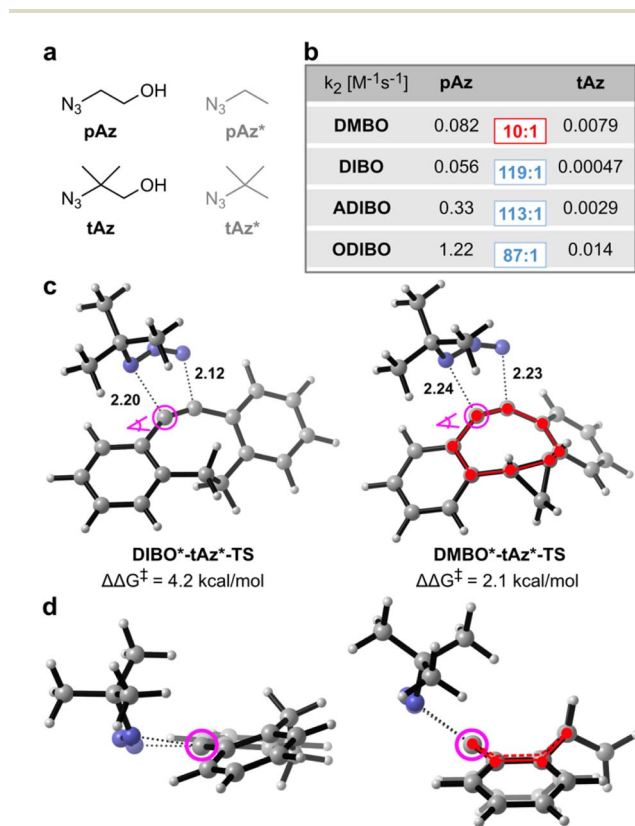 a
N₃ OH
pAz
N₃
pAz*
N₃ OH
tAz
N₃
tAz*
b
k₂ [M⁻¹s⁻¹] pAz tAz
DMBO 0.082 10:1 0.0079
DIBO 0.056 119:1 0.00047
ADIBO 0.33 113:1 0.0029
ODIBO 1.22 87:1 0.014
c
2.20 2.12
A
DIBO*-tAz*-TS
ΔΔG‡ = 4.2 kcal/mol
2.24 2.23
A
DMBO*-tAz*-TS
ΔΔG‡ = 2.1 kcal/mol
d